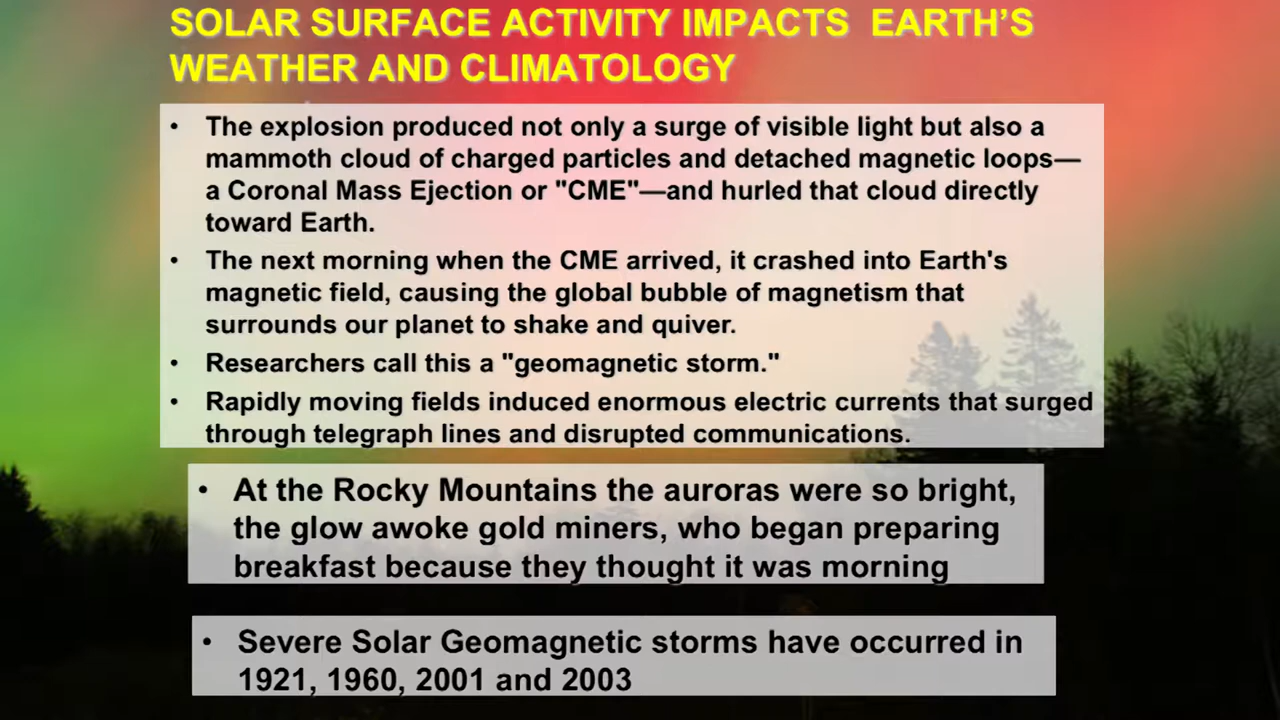 SOLAR SURFACE ACTIVITY IMPACTS  EARTH’S
WEATHER AND CLIMATOLOGY
• The explosion produced not only a surge of visible light but also a
mammoth cloud of charged particles and detached magnetic loops—
a Coronal Mass Ejection or "CME"—and hurled that cloud directly
toward Earth.
• The next morning when the CME arrived, it crashed into Earth's
magnetic field, causing the global bubble of magnetism that
surrounds our planet to shake and quiver.
• Researchers call this a "geomagnetic storm."
• Rapidly moving fields induced enormous electric currents that surged
through telegraph lines and disrupted communications.
• At the Rocky Mountains the auroras were so bright,
the glow awoke gold miners, who began preparing
breakfast because they thought it was morning
• Severe Solar Geomagnetic storms have occurred in
1921, 1960, 2001 and 2003